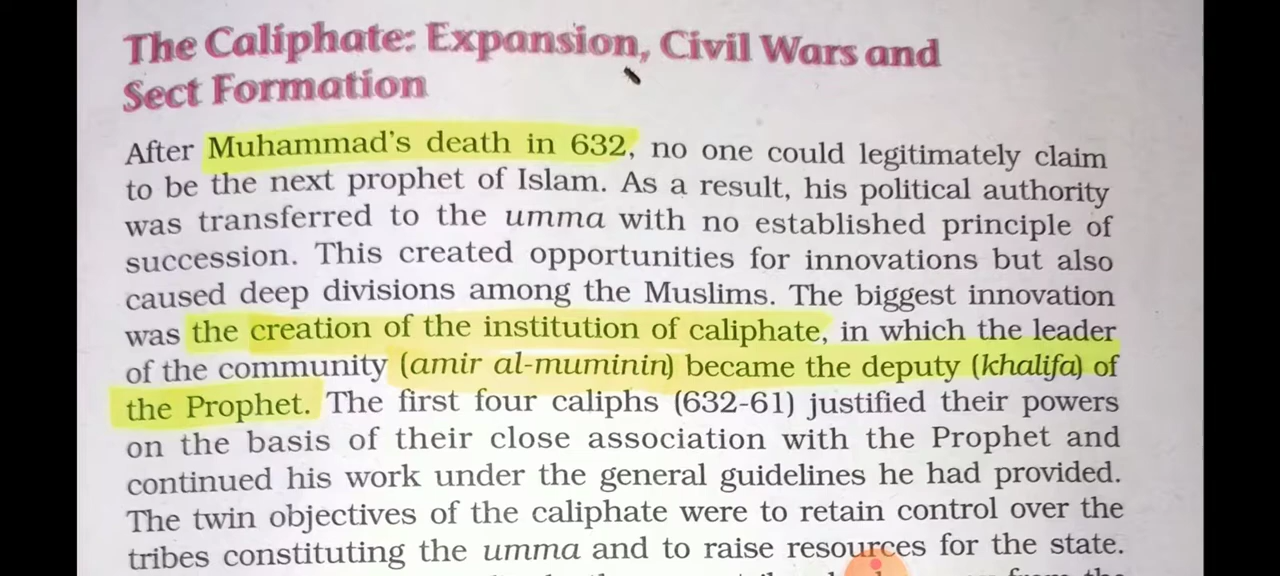 The Caliphate: Expansion, Civil Wars and
Sect Formation
After Muhammad's death in 632, no one could legitimately claim
to be the next prophet of Islam. As a result, his political authority
was transferred to the umma with no established principle of
succession. This created opportunities for innovations but also
caused deep divisions among the Muslims. The biggest innovation
was the creation of the institution of caliphate, in which the leader
of the community (amir al-muminin) became the deputy (khalifa) of
the Prophet. The first four caliphs (632-61) justified their powers
on the basis of their close association with the Prophet and
continued his work under the general guidelines he had provided.
The twin objectives of the caliphate were to retain control over the
tribes constituting the umma and to raise resources for the state.